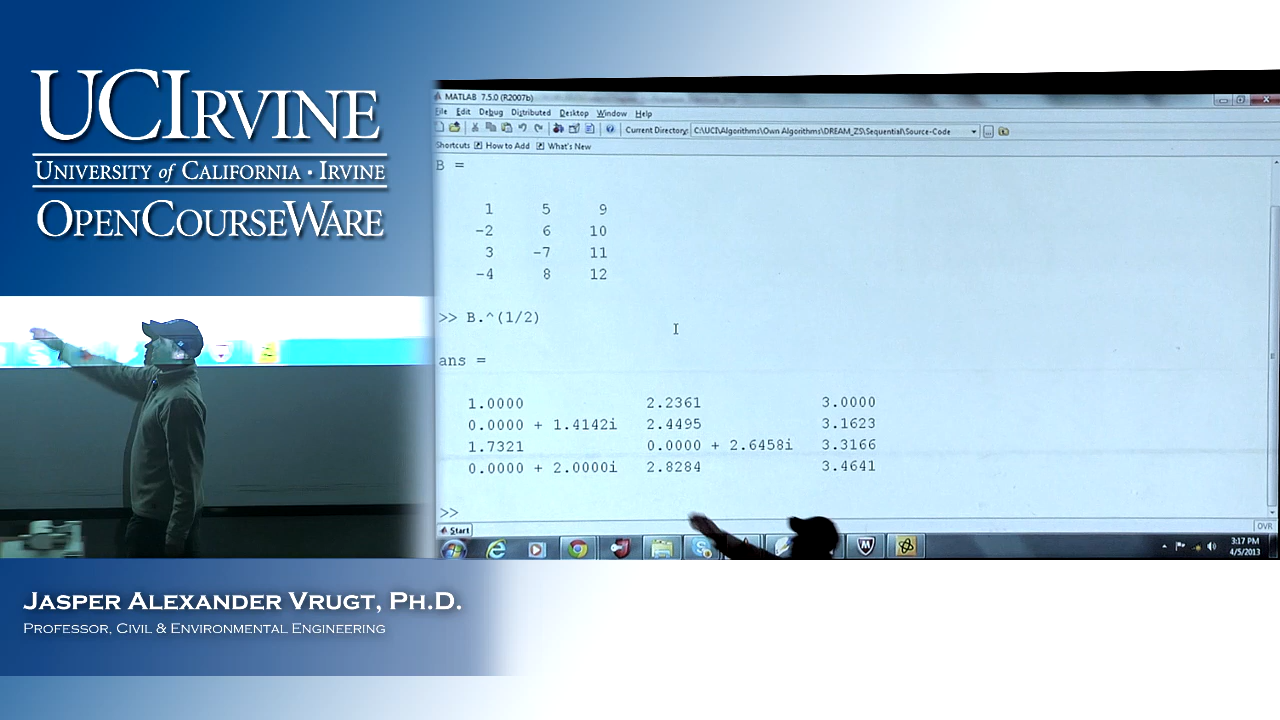 UCIRVINE
UNIVERSITY of CALIFORNIA · IRVINE
OPENCOURSEWARE
MATLAB 7.5.0 (R2007b)
File Edit Debug Distributed Desktop Window Help
Current Directory: C:\UCI\Algorithms\Own Algorithms\DREAM_ZS\Sequential\Source-Code
Shortcuts How to Add What's New
B =
1 5 9
-2 6 10
3 -7 11
-4 8 12
>> B.^(1/2)
ans =
1.0000 2.2361 3.0000
0.0000 + 1.4142i 2.4495 3.1623
1.7321 0.0000 + 2.6458i 3.3166
0.0000 + 2.0000i 2.8284 3.4641
>>
Start
OVR
3:17 PM
4/5/2013
JASPER ALEXANDER VRUGT, PH.D.
PROFESSOR, CIVIL & ENVIRONMENTAL ENGINEERING